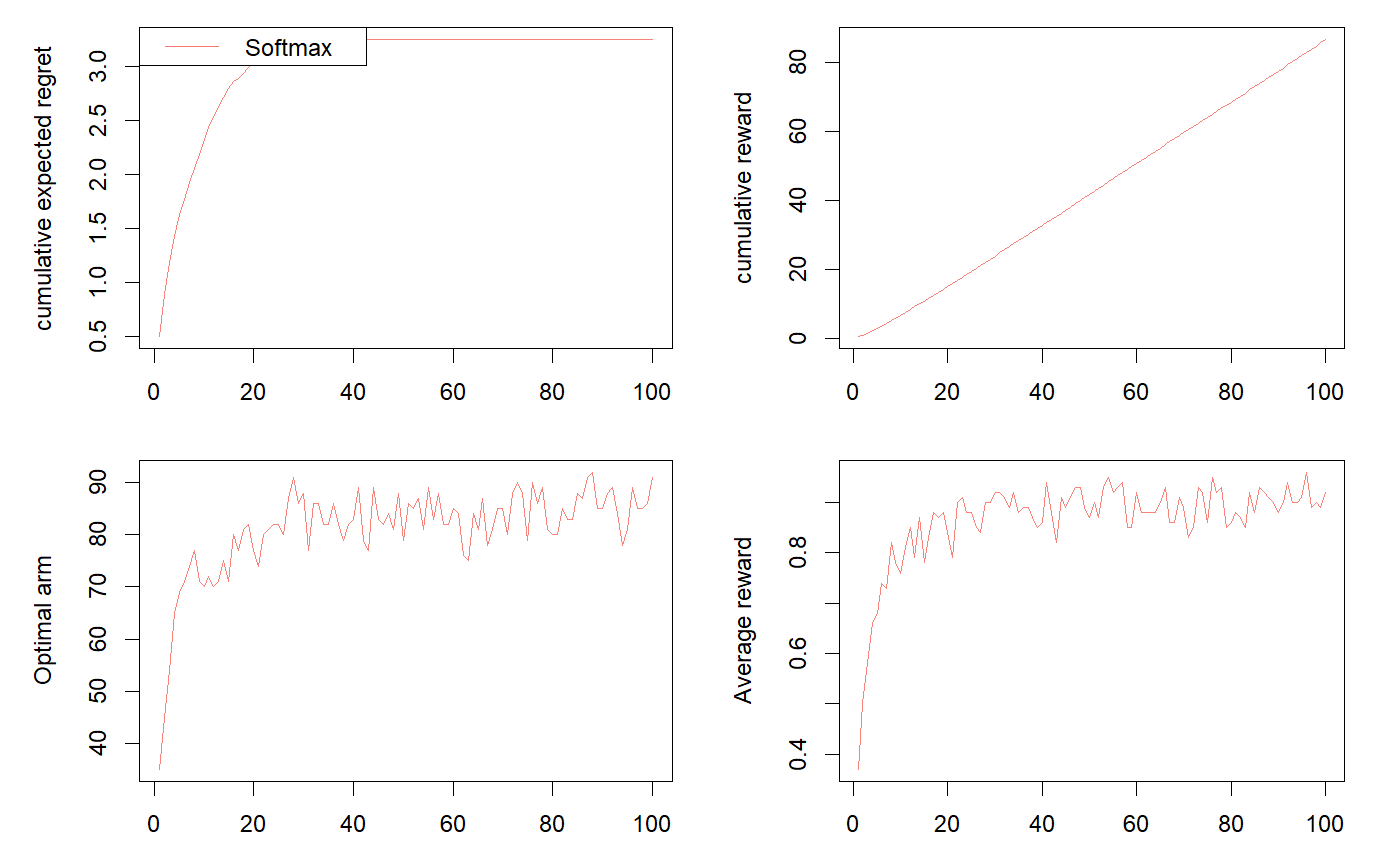 Softmax
cumulative expected regret
0.5 1.0 1.5 2.0 2.5 3.0
0 20 40 60 80 100
cumulative reward
0 20 40 60 80
0 20 40 60 80 100
Optimal arm
40 50 60 70 80 90
0 20 40 60 80 100
Average reward
0.4 0.6 0.8
0 20 40 60 80 100